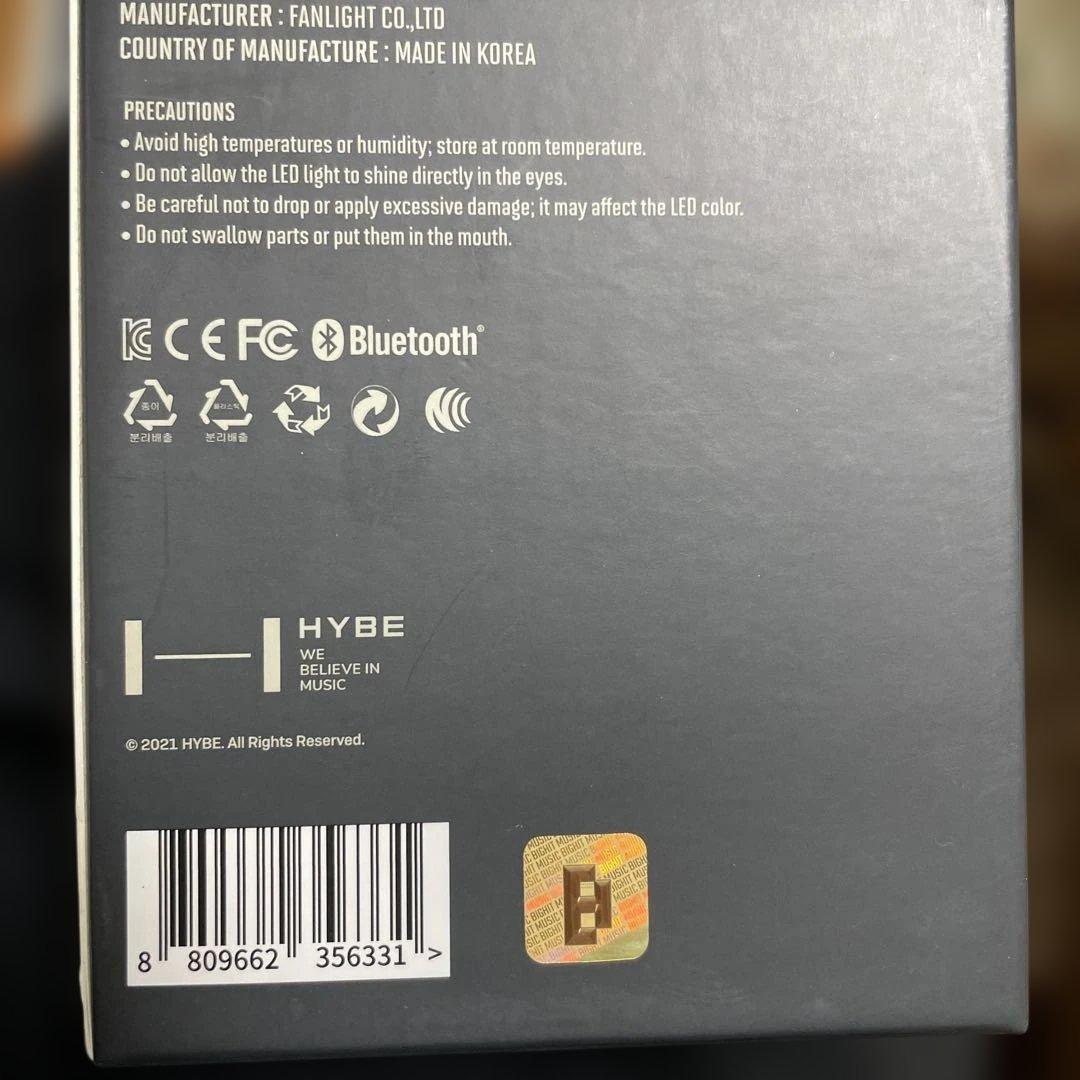 MANUFACTURER : FANLIGHT CO.,LTD
COUNTRY OF MANUFACTURE : MADE IN KOREA
PRECAUTIONS
• Avoid high temperatures or humidity; store at room temperature.
• Do not allow the LED light to shine directly in the eyes.
• Be careful not to drop or apply excessive damage; it may affect the LED color.
• Do not swallow parts or put them in the mouth.
KC CE FC Bluetooth®
종이 플라스틱
분리배출 분리배출
HYBE
WE
BELIEVE IN
MUSIC
© 2021 HYBE. All Rights Reserved.
8 809662 356331 >
BIGHIT MUSIC